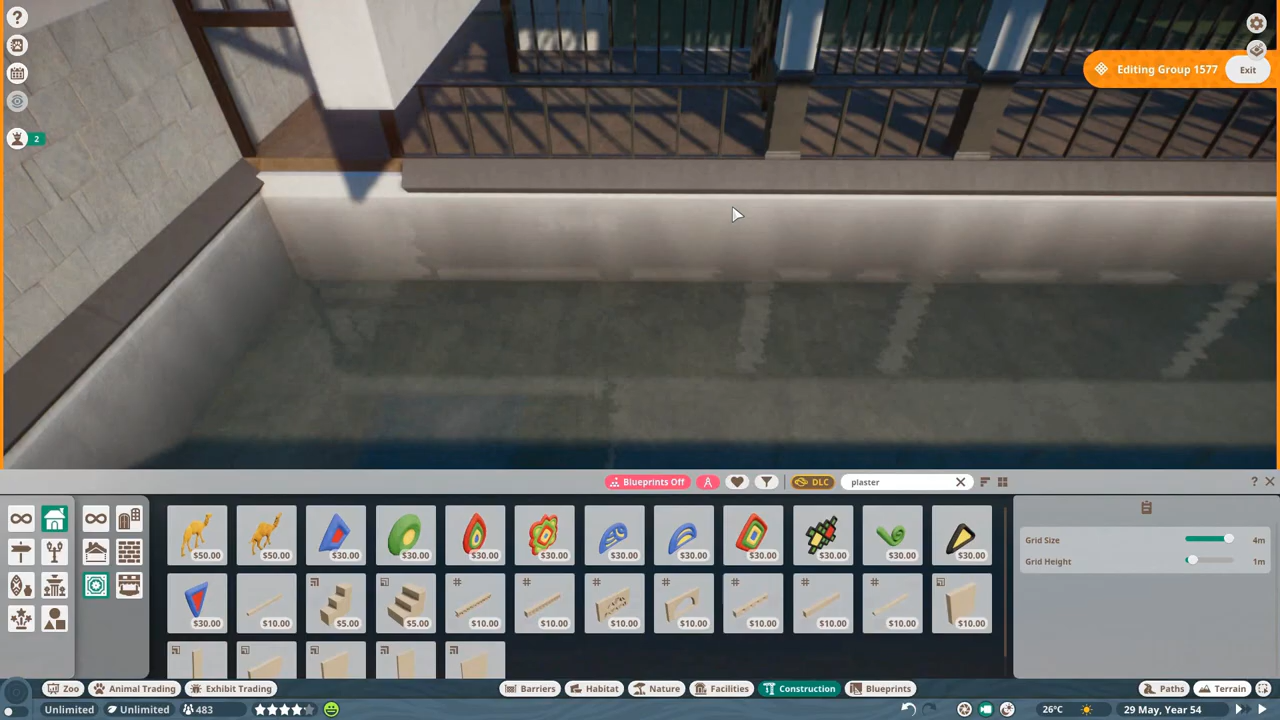 ?
Editing Group 1577 Exit
2
Blueprints Off DLC plaster ?
$50.00 $50.00 $30.00 $30.00 $30.00 $30.00 $30.00 $30.00 $30.00 $30.00 $30.00 $30.00
Grid Size 4m
Grid Height 1m
$30.00 $10.00 $5.00 $5.00 $10.00 $10.00 $10.00 $10.00 $10.00 $10.00 $10.00 $10.00
Zoo Animal Trading Exhibit Trading Barriers Habitat Nature Facilities Construction Blueprints Paths Terrain
Unlimited Unlimited 483 26°C 29 May, Year 54